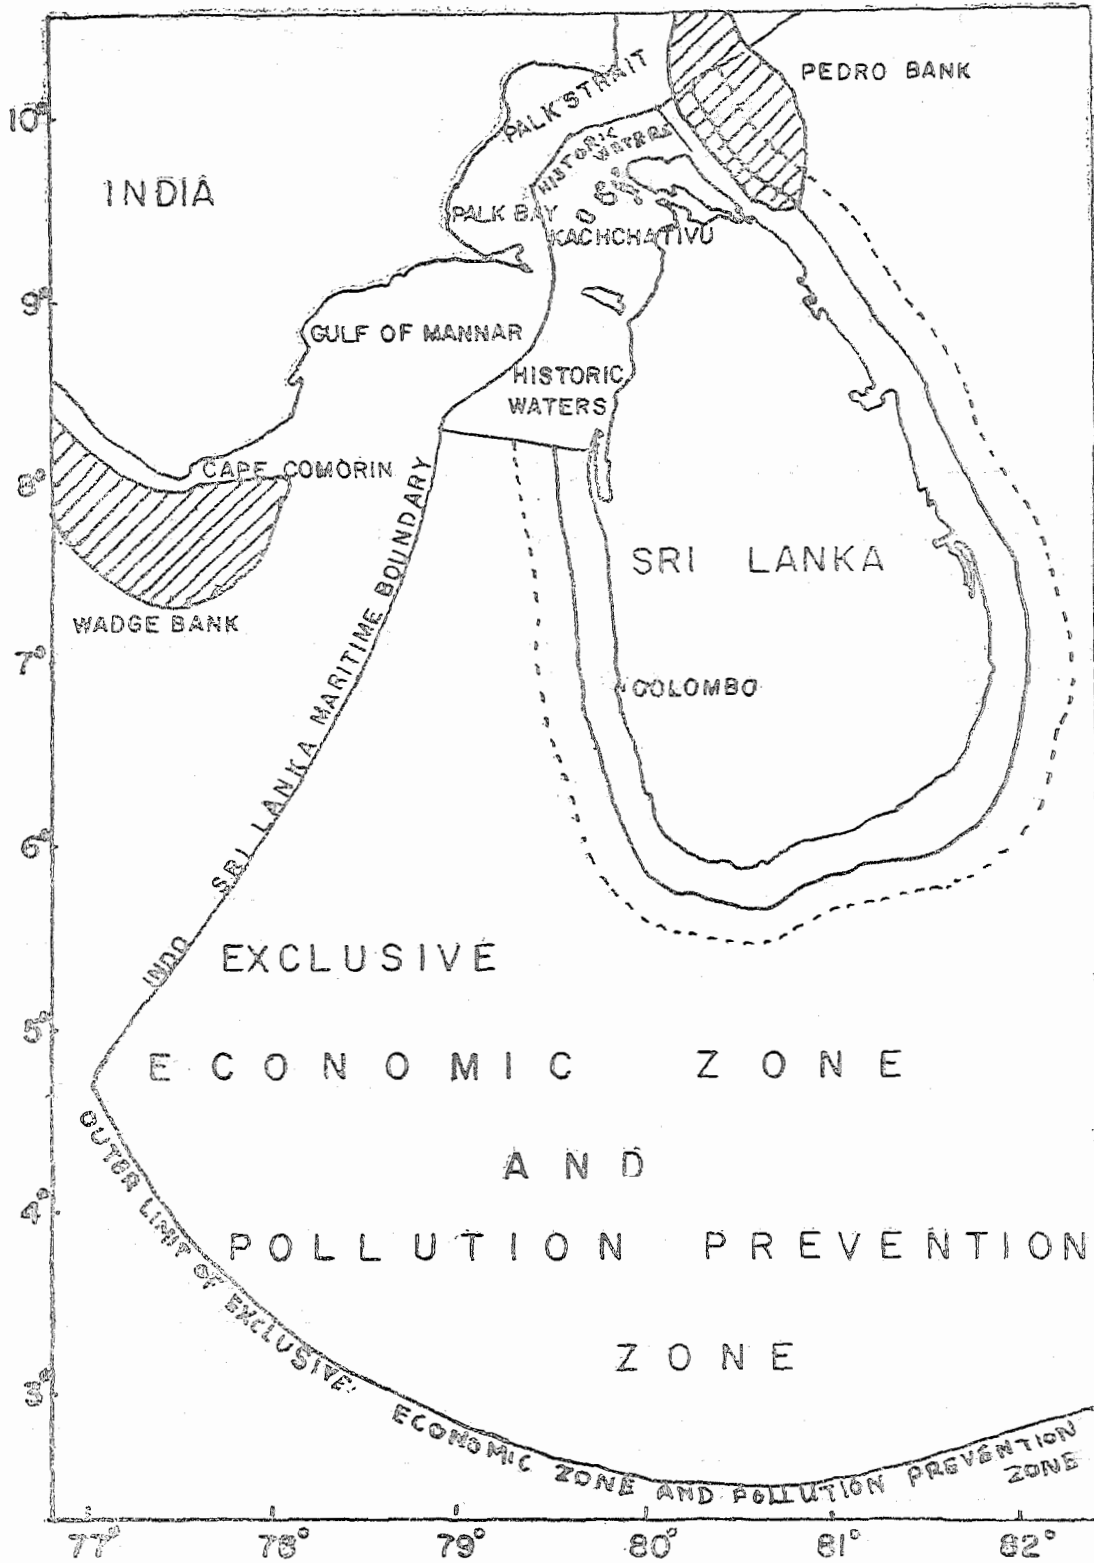 PEDRO BANK
PALK STRAIT
10°
HISTORIC
WATERS
INDIA
PALK BAY
KACHCHATIVU
9°
GULF OF MANNAR
HISTORIC
WATERS
CAPE COMORIN
8°
SRI LANKA
WADGE BANK
7°
COLOMBO
INDO SRI LANKA MARITIME BOUNDARY
6°
EXCLUSIVE
5°
ECONOMIC ZONE
AND
4°
POLLUTION PREVENTION
ZONE
3°
OUTER LIMIT OF EXCLUSIVE ECONOMIC ZONE AND POLLUTION PREVENTION
ZONE
77° 78° 79° 80° 81° 82°